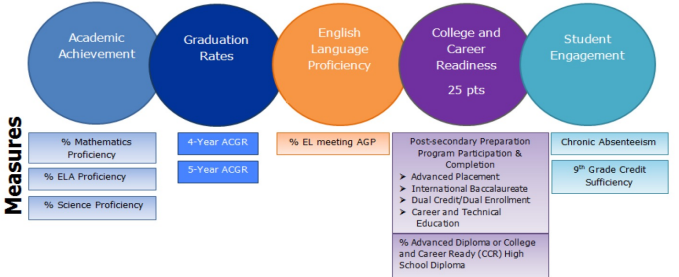 Academic
Achievement
Graduation
Rates
English
Language
Proficiency
College and
Career
Readiness
25 pts
Student
Engagement
Measures
% Mathematics
Proficiency
% ELA Proficiency
% Science Proficiency
4-Year ACGR
5-Year ACGR
% EL meeting AGP
Post-secondary Preparation
Program Participation &
Completion
➤ Advanced Placement
➤ International Baccalaureate
➤ Dual Credit/Dual Enrollment
➤ Career and Technical
Education
% Advanced Diploma or College
and Career Ready (CCR) High
School Diploma
Chronic Absenteeism
9th Grade Credit
Sufficiency